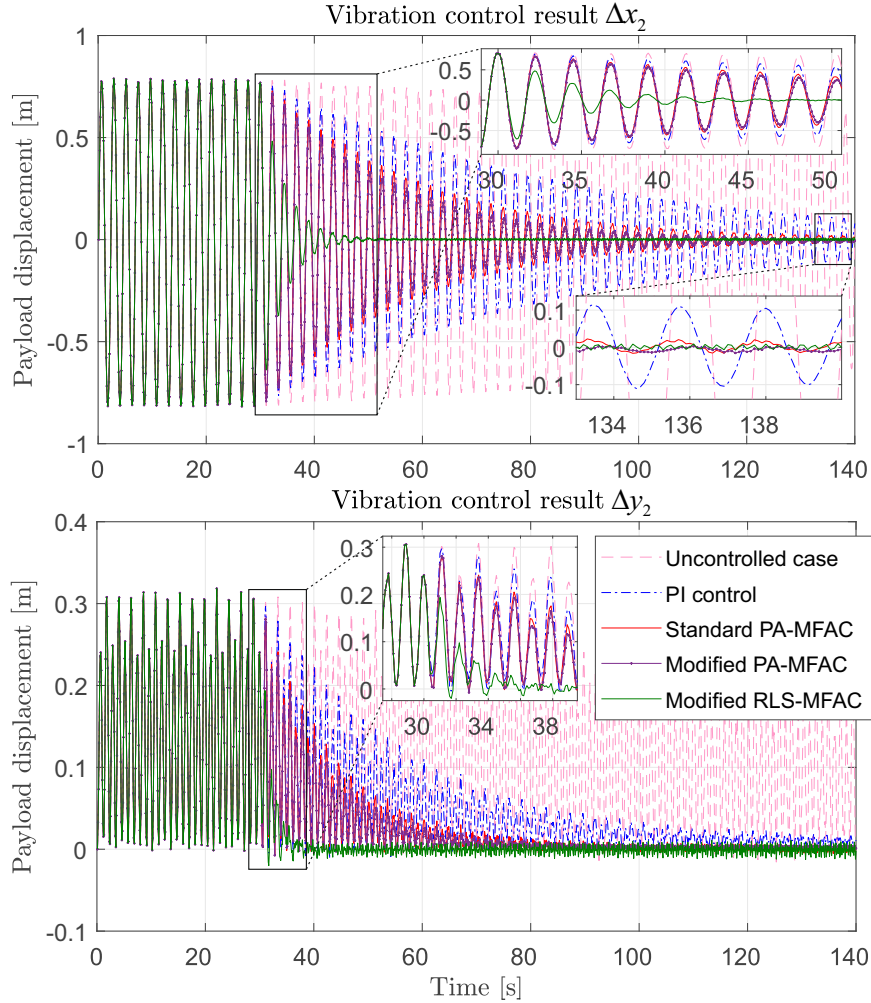 Vibration control result Δx₂
Payload displacement [m]
1
0.5
0
-0.5
-1
0.5
0
-0.5
30 35 40 45 50
0.1
0
-0.1
134 136 138
0 20 40 60 80 100 120 140
Vibration control result Δy₂
Payload displacement [m]
0.4
0.3
0.2
0.1
0
-0.1
0.3
0.2
0.1
0
30 34 38
Uncontrolled case
PI control
Standard PA-MFAC
Modified PA-MFAC
Modified RLS-MFAC
0 20 40 60 80 100 120 140
Time [s]